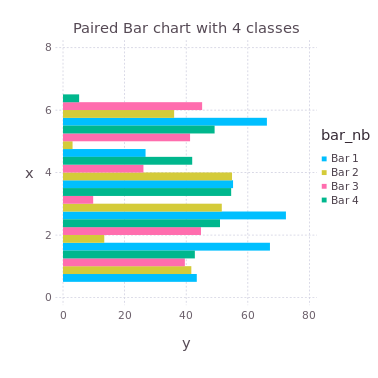 Paired Bar chart with 4 classes
8
6
4
2
0
x
0 20 40 60 80
y
bar_nb
Bar 1
Bar 2
Bar 3
Bar 4